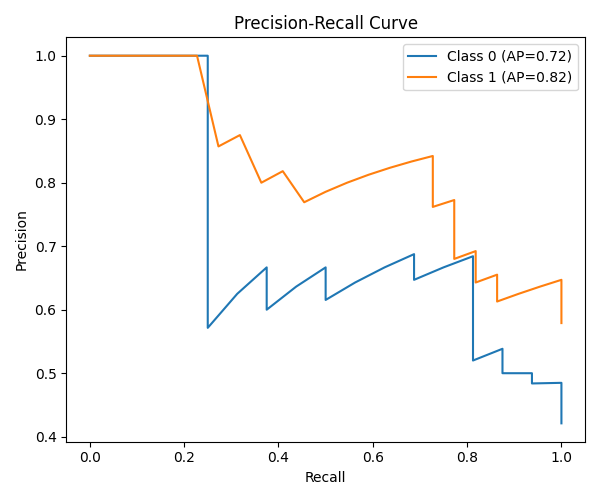 Precision-Recall Curve
Class 0 (AP=0.72)
Class 1 (AP=0.82)
Precision
1.0
0.9
0.8
0.7
0.6
0.5
0.4
0.0 0.2 0.4 0.6 0.8 1.0
Recall